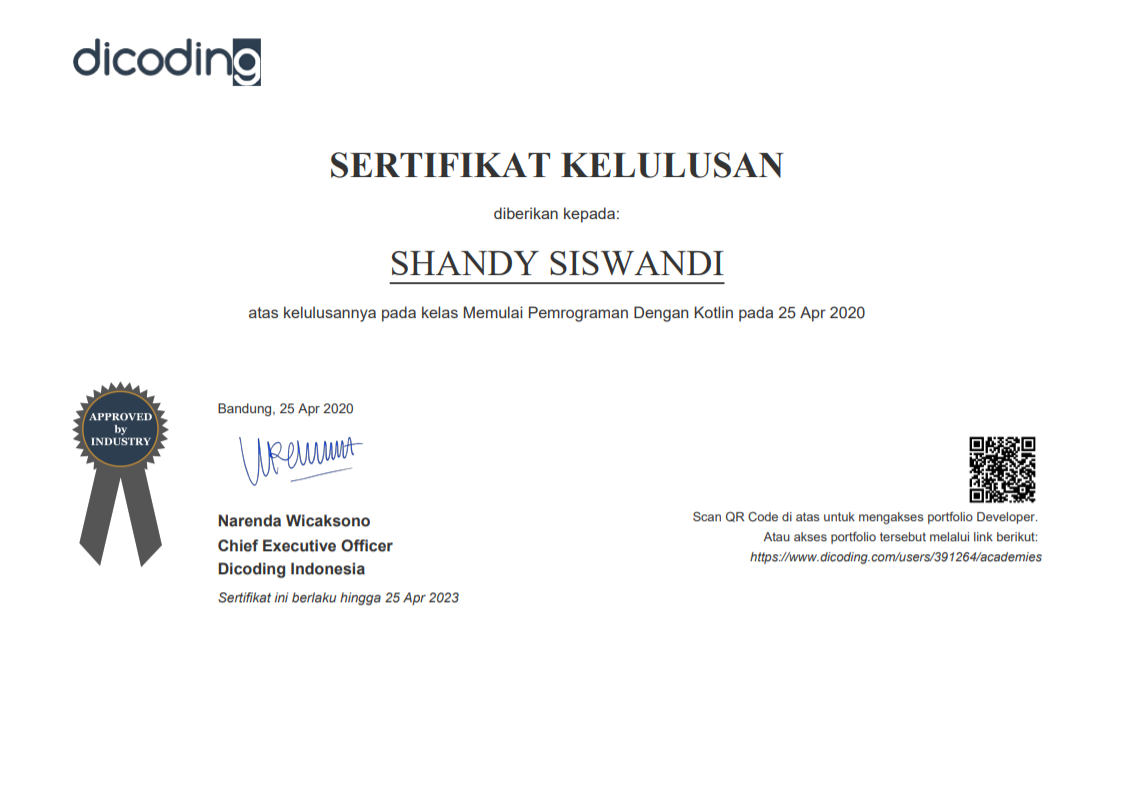 dicoding
SERTIFIKAT KELULUSAN
diberikan kepada:
SHANDY SISWANDI
atas kelulusannya pada kelas Memulai Pemrograman Dengan Kotlin pada 25 Apr 2020
APPROVED
by
INDUSTRY
Bandung, 25 Apr 2020
Narenda Wicaksono
Chief Executive Officer
Dicoding Indonesia
Sertifikat ini berlaku hingga 25 Apr 2023
Scan QR Code di atas untuk mengakses portfolio Developer.
Atau akses portfolio tersebut melalui link berikut:
https://www.dicoding.com/users/391264/academies